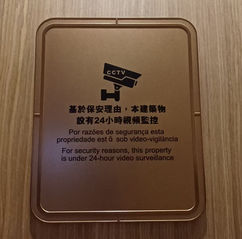 CCTV
基於保安理由，本建築物
設有24小時視頻監控
Por razões de segurança esta
propriedade está sub video-vigilância
For security reasons, this property
is under 24-hour video surveillance